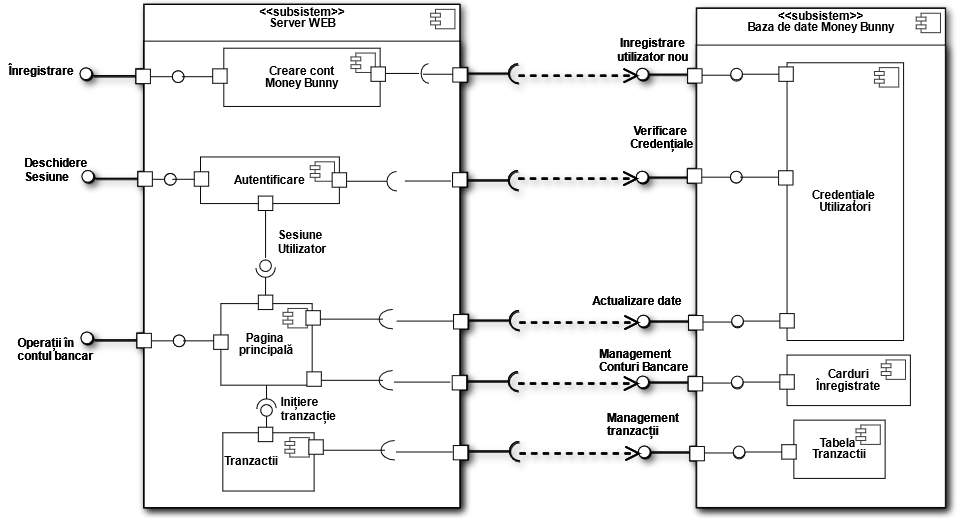 <<subsistem>>
Server WEB
<<subsistem>>
Baza de date Money Bunny
Înregistrare
Creare cont
Money Bunny
Inregistrare
utilizator nou
Deschidere
Sesiune
Autentificare
Verificare
Credențiale
Credentiale
Utilizatori
Sesiune
Utilizator
Operații în
contul bancar
Pagina
principală
Actualizare date
Management
Conturi Bancare
Carduri
Înregistrate
Inițiere
tranzacție
Tranzactii
Management
tranzacții
Tabela
Tranzactii